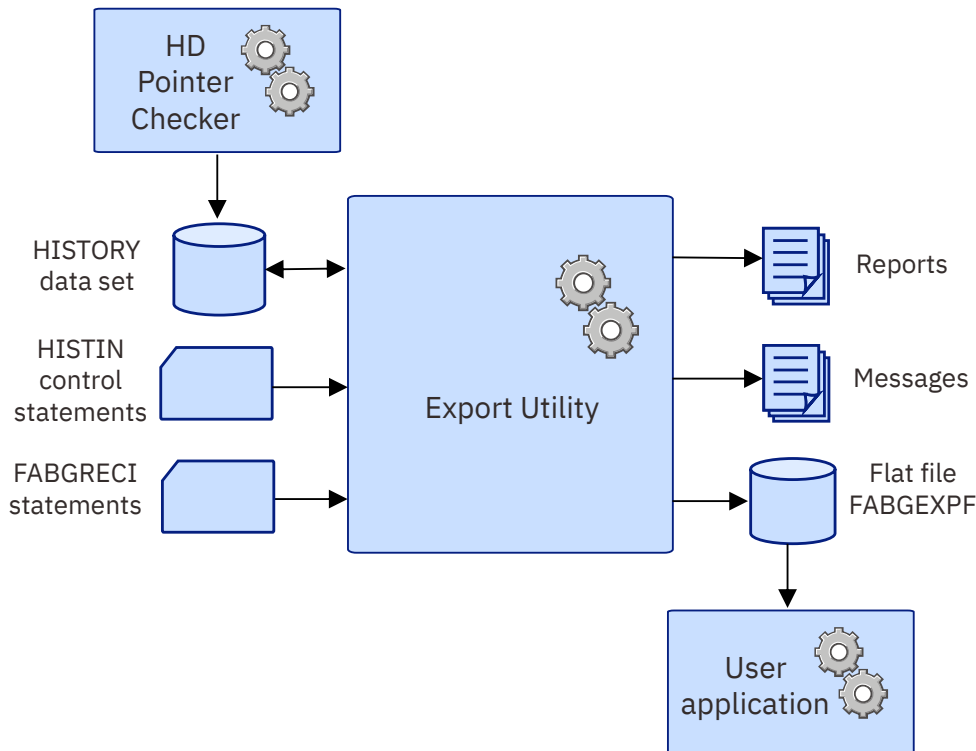 HD
Pointer
Checker
HISTORY
data set
HISTIN
control
statements
FABGRECI
statements
Export Utility
Reports
Messages
Flat file
FABGEXPF
User
application